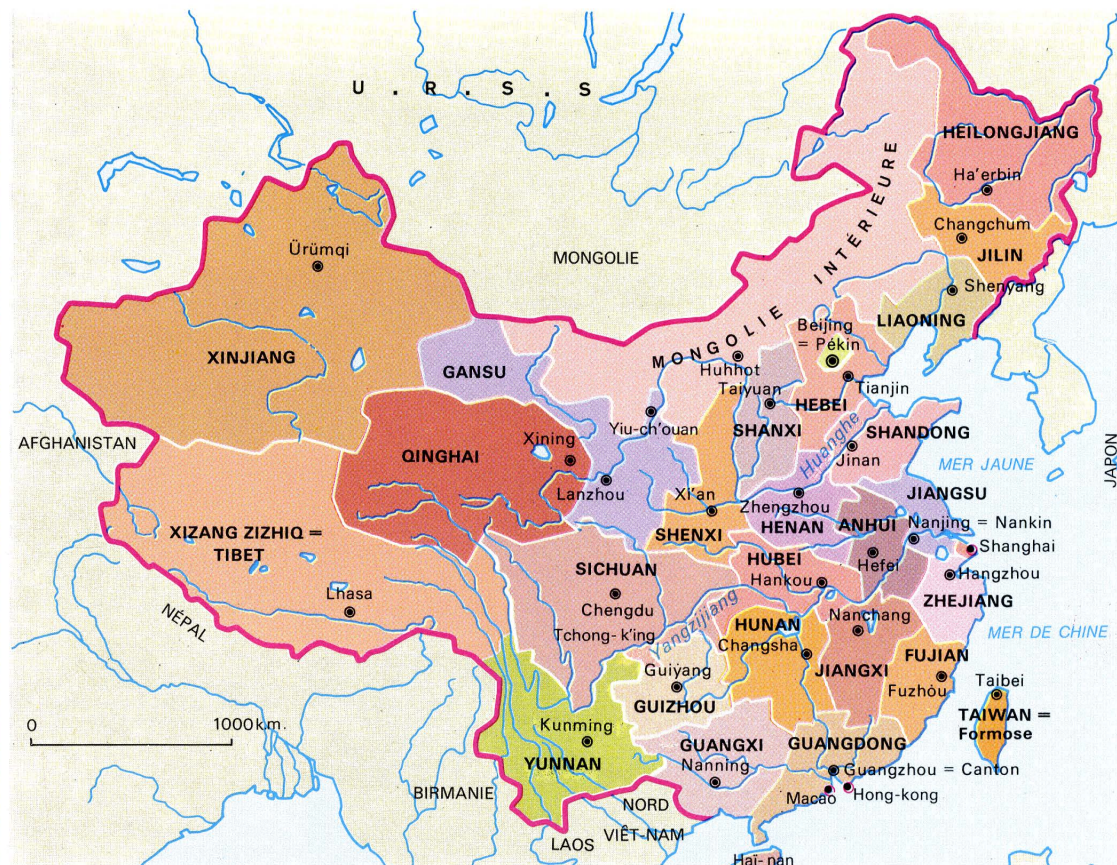 U . R . S . S
HEILONGJIANG
Ha'erbin
Changchum
JILIN
MONGOLIE
Ürümqi
MONGOLIE INTÉRIEURE
Shenyang
LIAONING
Beijing
= Pékin
XINJIANG
GANSU
Huhhot
Taiyuan
Tianjin
HEBEI
Yiu-ch'ouan
AFGHANISTAN
Xining
QINGHAI
SHANXI
Huanghe
SHANDONG
Jinan
JAPON
MER JAUNE
Lanzhou
Xi'an
Zhengzhou
JIANGSU
XIZANG ZIZHIQ =
TIBET
SHENXI
HENAN
ANHUI
Nanjing = Nankin
Shanghai
SICHUAN
HUBEI
Hefei
Hankou
Hangzhou
Lhasa
Chengdu
ZHEJIANG
NÉPAL
Tchong-k'ing
Yangzijiang
HUNAN
Nanchang
MER DE CHINE
Changsha
JIANGXI
FUJIAN
Guiyang
GUIZHOU
Fuzhou
Taibei
0 1000 km.
Kunming
YUNNAN
GUANGXI
Nanning
GUANGDONG
TAIWAN =
Formose
Guangzhou = Canton
BIRMANIE
NORD
VIÊT-NAM
Macao
Hong-kong
LAOS
Haï-nan